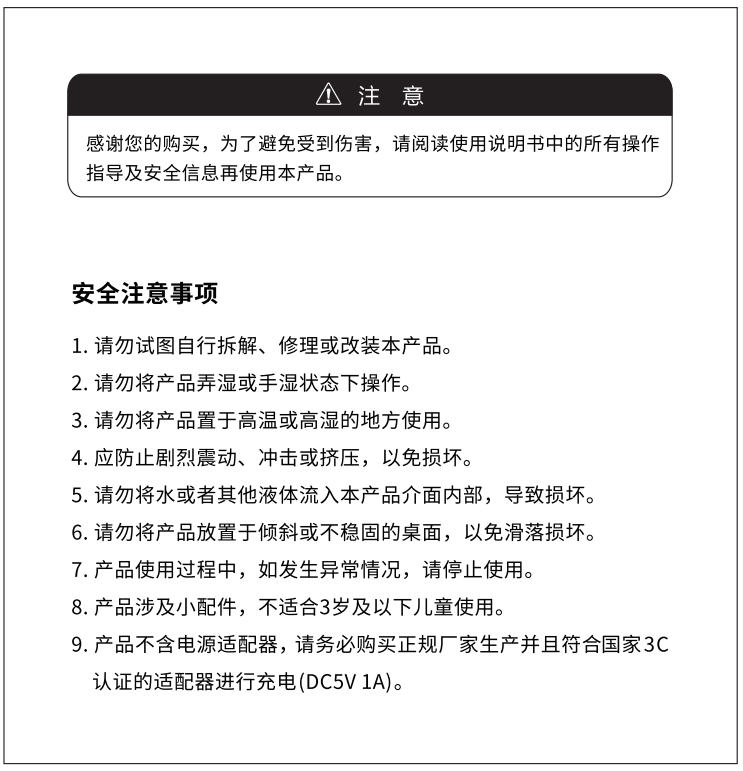 ⚠ 注 意
感谢您的购买，为了避免受到伤害，请阅读使用说明书中的所有操作
指导及安全信息再使用本产品。
安全注意事项
1. 请勿试图自行拆解、修理或改装本产品。
2. 请勿将产品弄湿或手湿状态下操作。
3. 请勿将产品置于高温或高湿的地方使用。
4. 应防止剧烈震动、冲击或挤压，以免损坏。
5. 请勿将水或者其他液体流入本产品介面内部，导致损坏。
6. 请勿将产品放置于倾斜或不稳固的桌面，以免滑落损坏。
7. 产品使用过程中，如发生异常情况，请停止使用。
8. 产品涉及小配件，不适合3岁及以下儿童使用。
9. 产品不含电源适配器，请务必购买正规厂家生产并且符合国家3C
认证的适配器进行充电(DC5V 1A)。